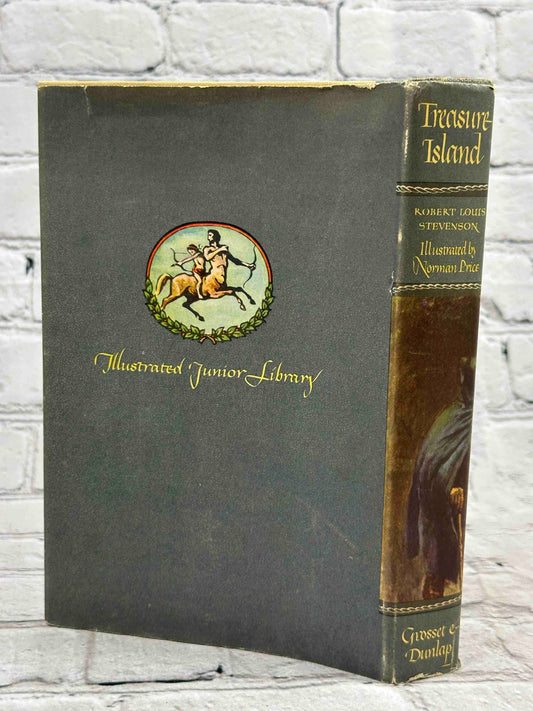 Illustrated Junior Library
Treasure
Island
ROBERT LOUIS
STEVENSON
Illustrated by
Norman Price
Grosset &
Dunlap